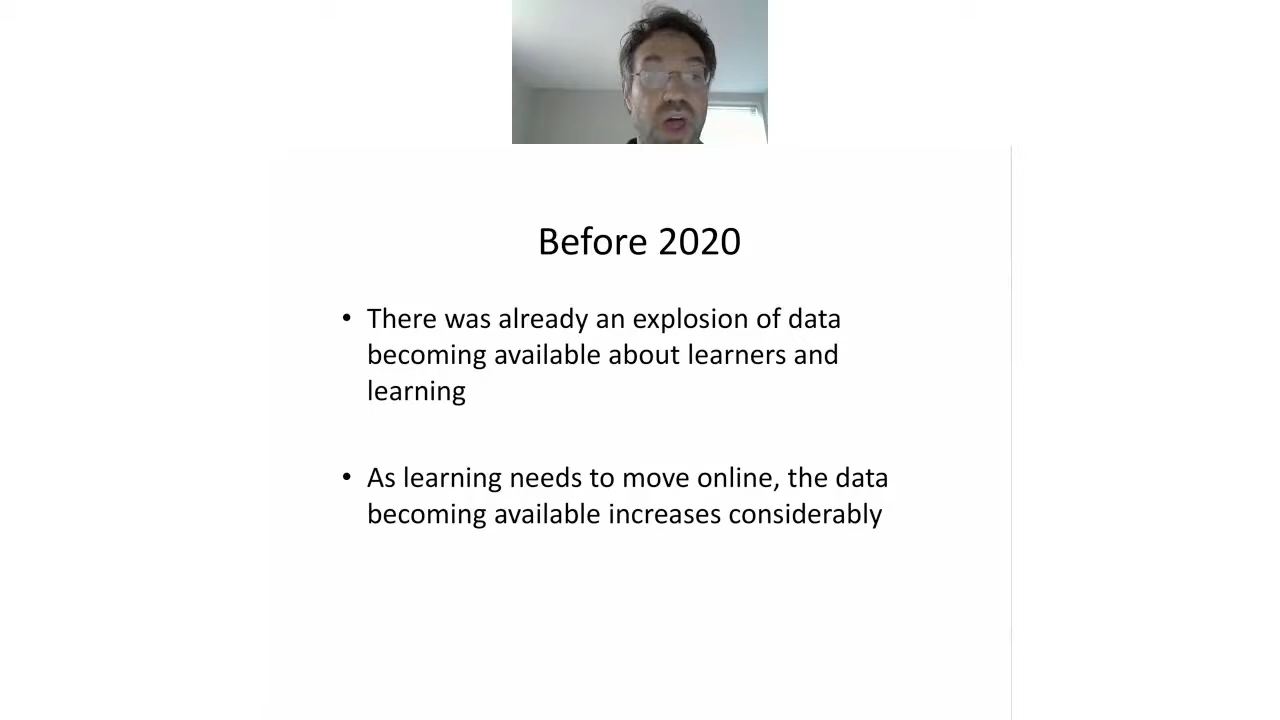 Before 2020
• There was already an explosion of data
becoming available about learners and
learning
• As learning needs to move online, the data
becoming available increases considerably